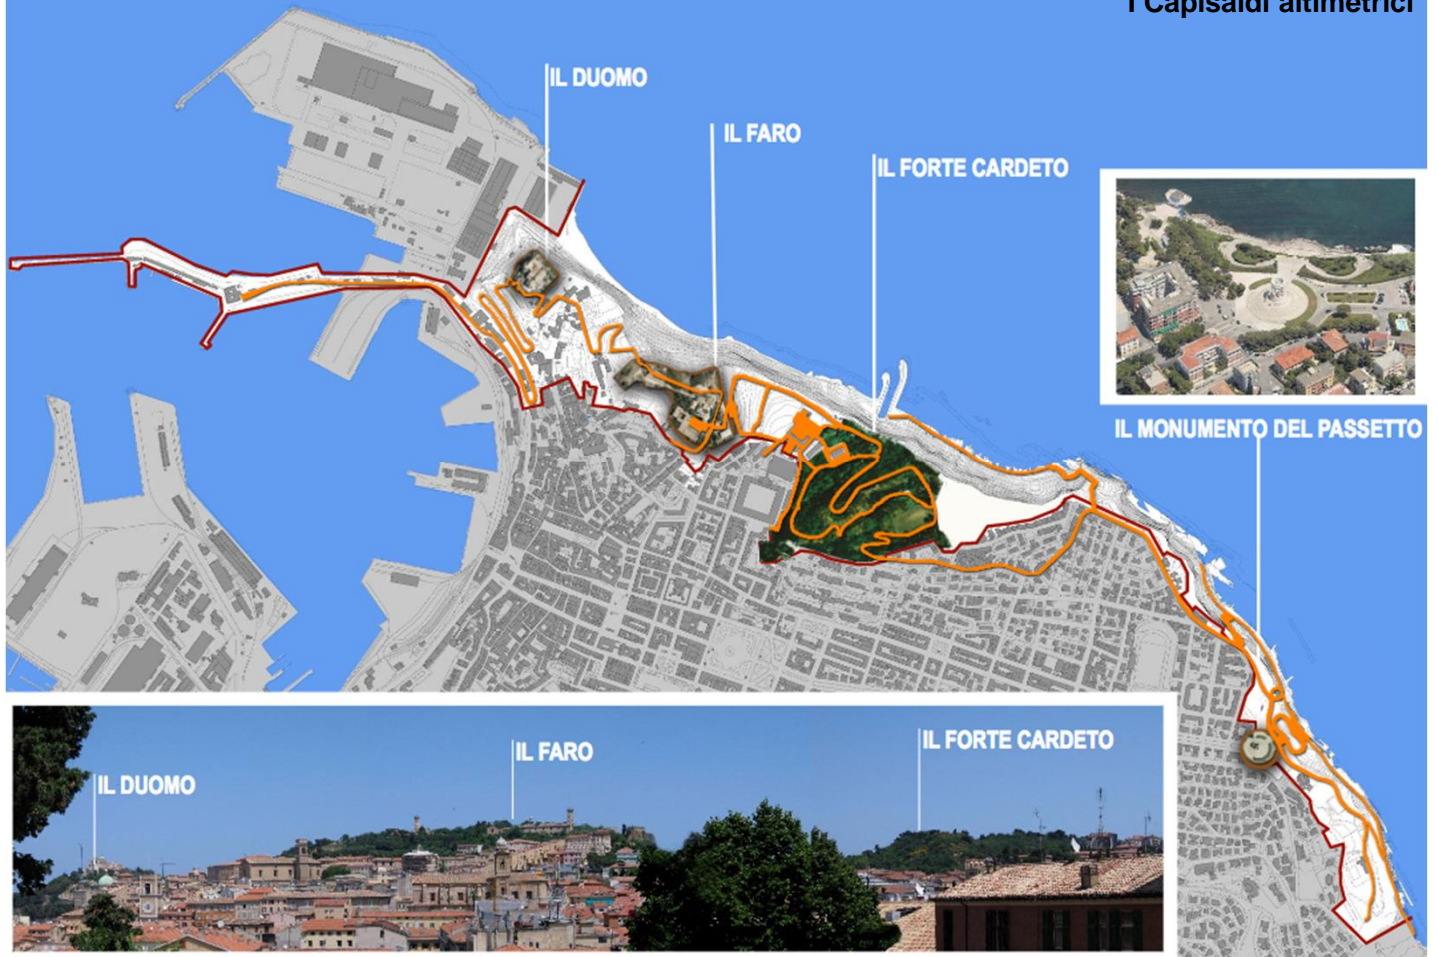 I Capisaldi altimetrici
IL DUOMO
IL FARO
IL FORTE CARDETO
IL MONUMENTO DEL PASSETTO
IL DUOMO
IL FARO
IL FORTE CARDETO